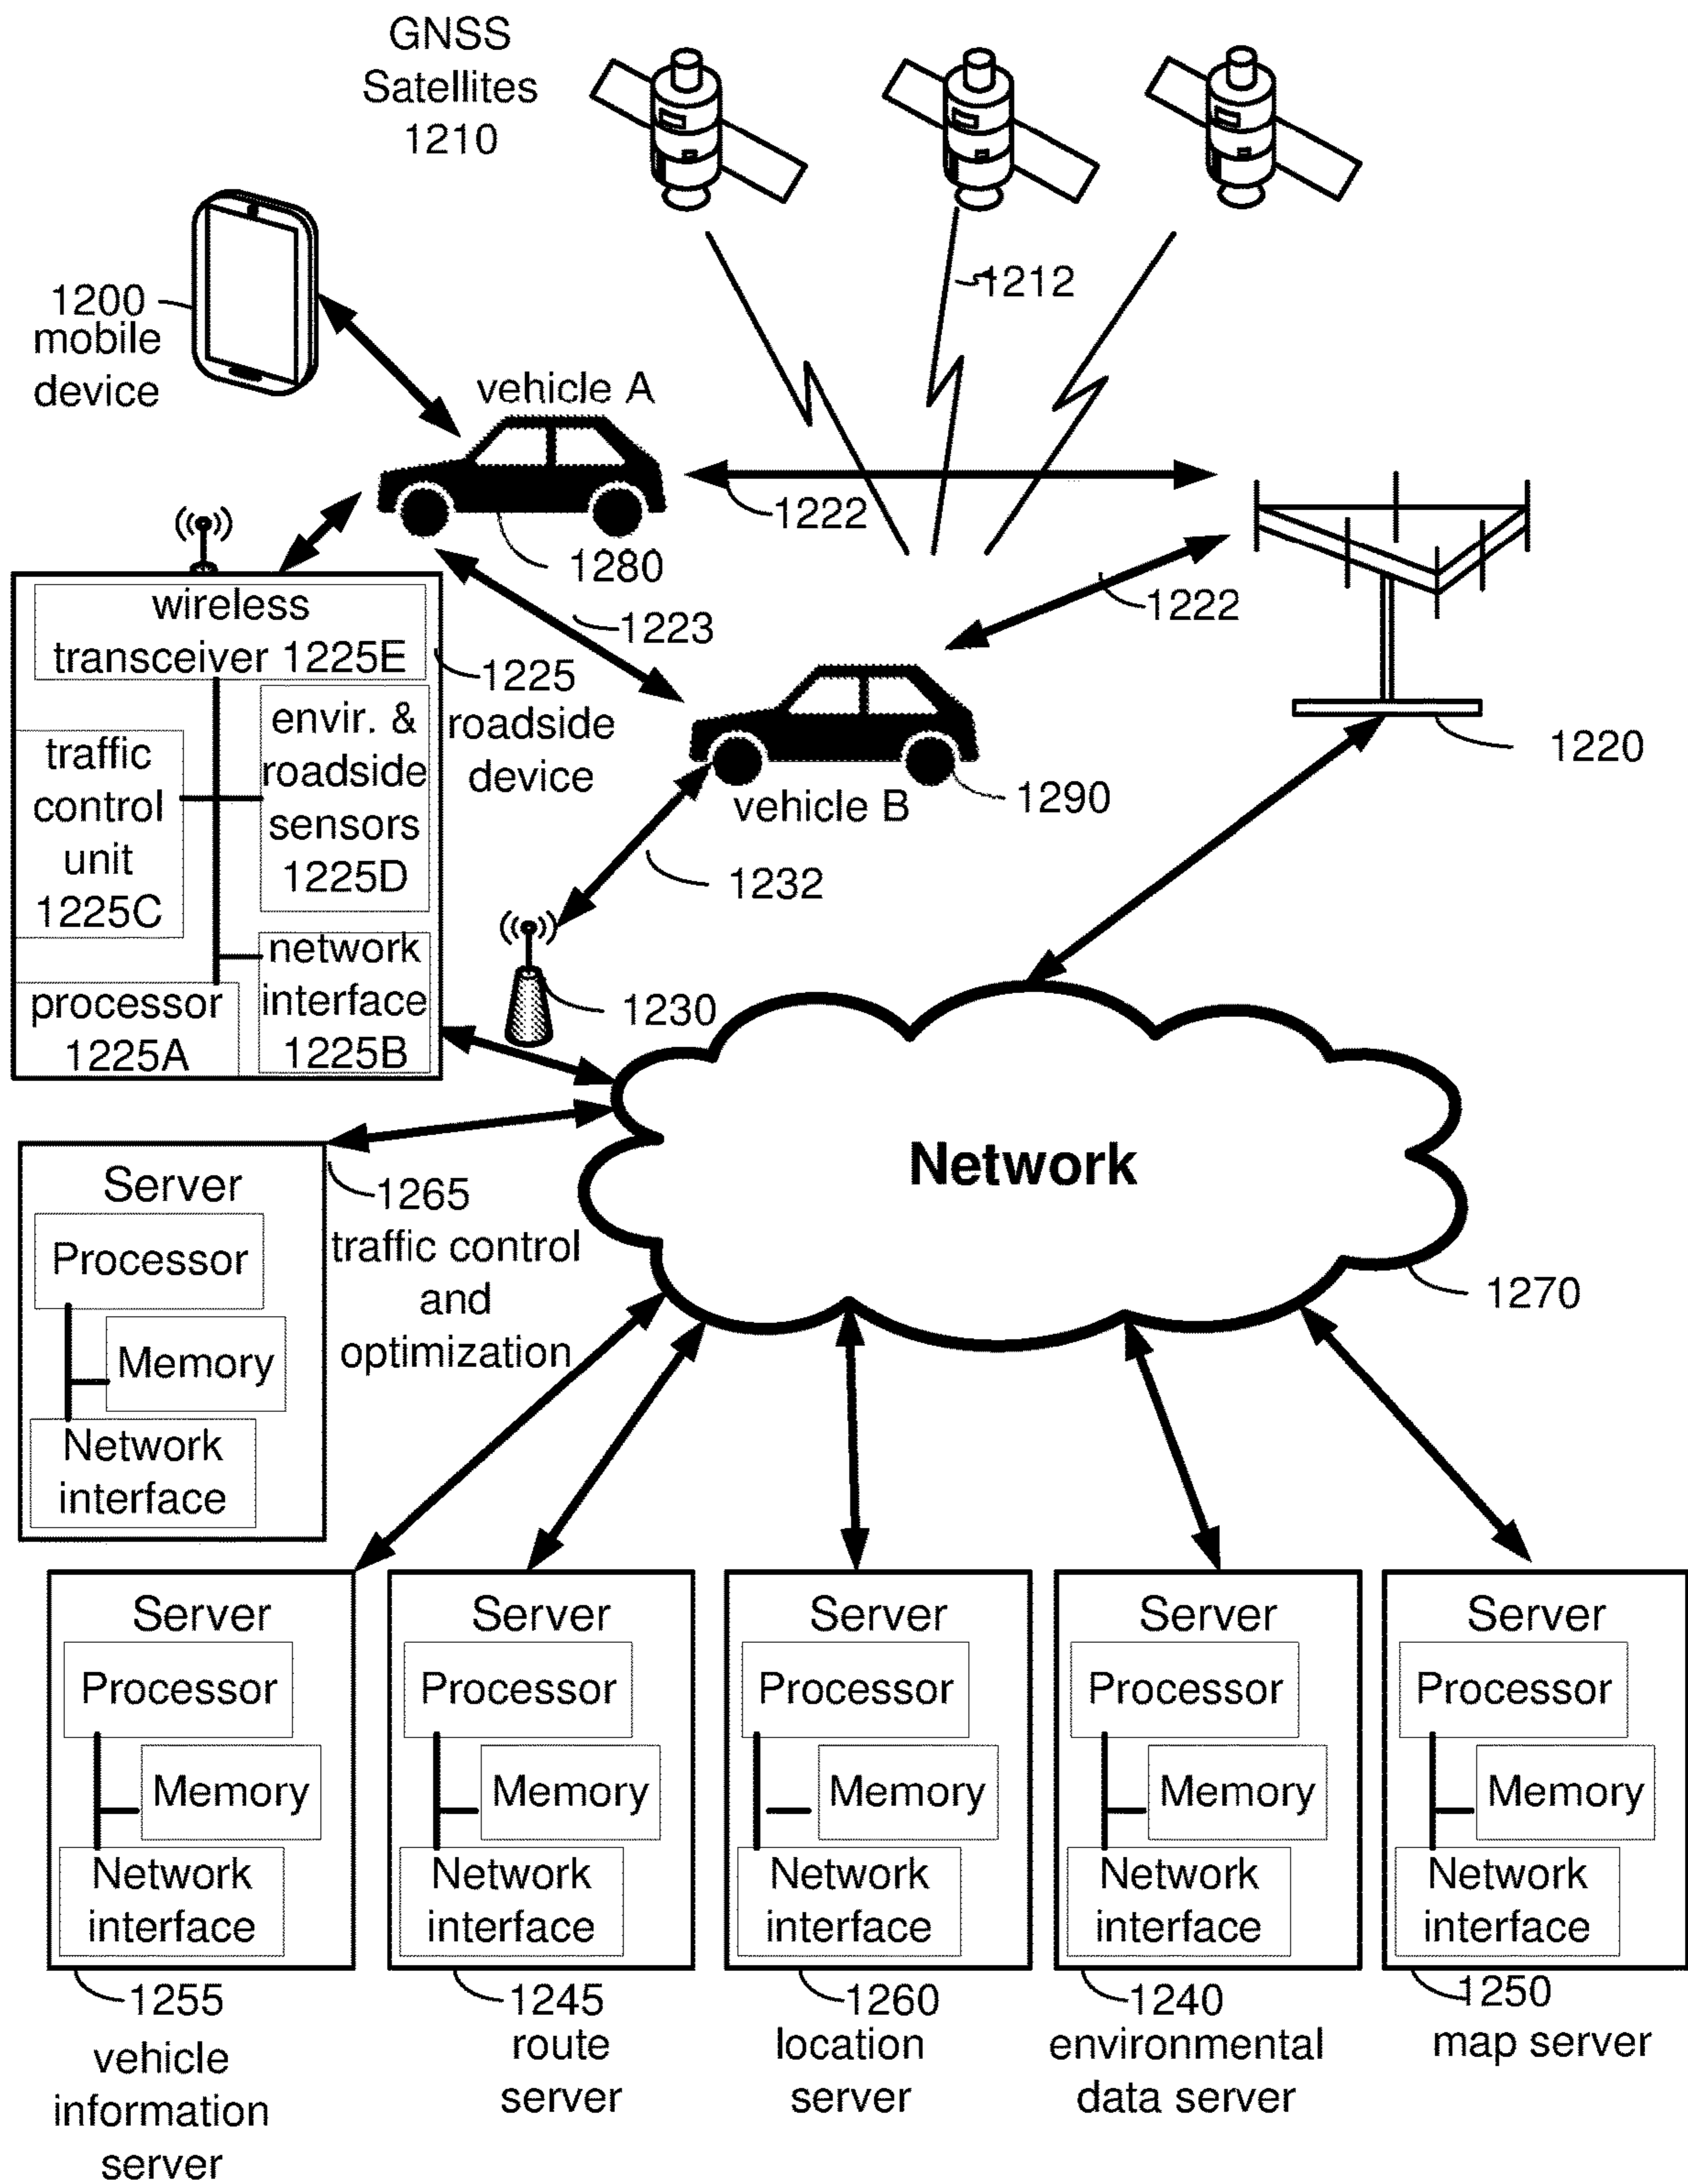 GNSS
Satellites
1210
1212
1200
mobile
device
vehicle A
1222
1280
1223
1222
wireless
transceiver 1225E
1225
roadside
device
envir. &
roadside
sensors
1225D
traffic
control
unit
1225C
1220
vehicle B
1290
1232
network
interface
1225B
processor
1225A
1230
Network
1270
Server
Processor
Memory
Network
interface
1265
traffic control
and
optimization
Server
Processor
Memory
Network
interface
1255
vehicle
information
server
Server
Processor
Memory
Network
interface
1245
route
server
Server
Processor
Memory
Network
interface
1260
location
server
Server
Processor
Memory
Network
interface
1240
environmental
data server
Server
Processor
Memory
Network
interface
1250
map server